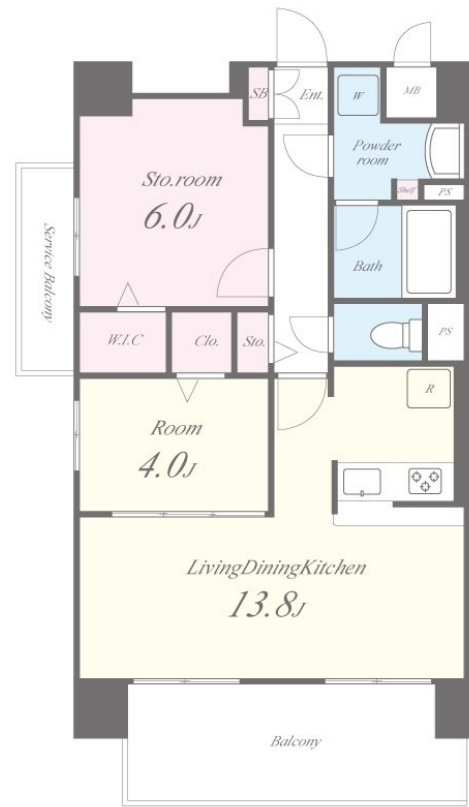 SB
Ent.
W
MB
Powder
room
Sto.room
6.0J
Shelf
PS
Service Balcony
Bath
W.I.C
Clo.
Sto.
PS
R
Room
4.0J
LivingDiningKitchen
13.8J
Balcony